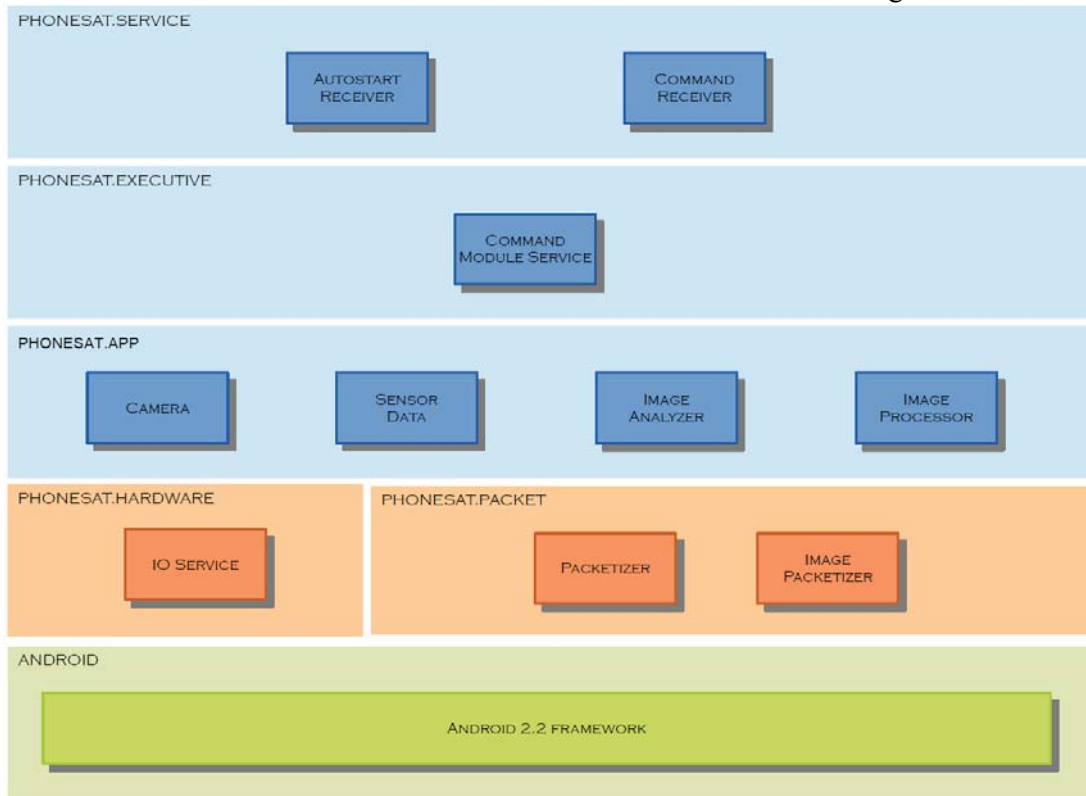 PHONESAT.SERVICE
AUTOSTART
RECEIVER
COMMAND
RECEIVER
PHONESAT.EXECUTIVE
COMMAND
MODULE SERVICE
PHONESAT.APP
CAMERA
SENSOR
DATA
IMAGE
ANALYZER
IMAGE
PROCESSOR
PHONESAT.HARDWARE
IO SERVICE
PHONESAT.PACKET
PACKETIZER
IMAGE
PACKETIZER
ANDROID
ANDROID 2.2 FRAMEWORK